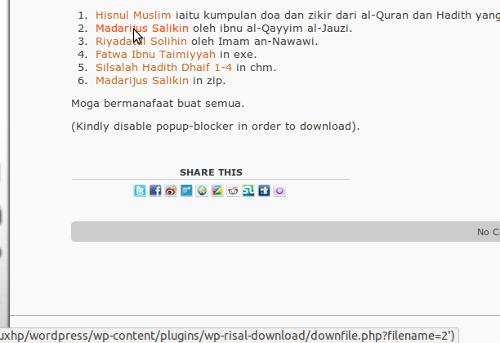 1. Hisnul Muslim iaitu kumpulan doa dan zikir dari al-Quran dan Hadith yang
2. Madarijus Salikin oleh ibnu al-Qayyim al-Jauzi.
3. Riyadatul Solihin oleh Imam an-Nawawi.
4. Fatwa Ibnu Taimiyyah in exe.
5. Silsalah Hadith Dhaif 1-4 in chm.
6. Madarijus Salikin in zip.
Moga bermanafaat buat semua.
(Kindly disable popup-blocker in order to download).
SHARE THIS
No C
uxhp/wordpress/wp-content/plugins/wp-risal-download/downfile.php?filename=2')